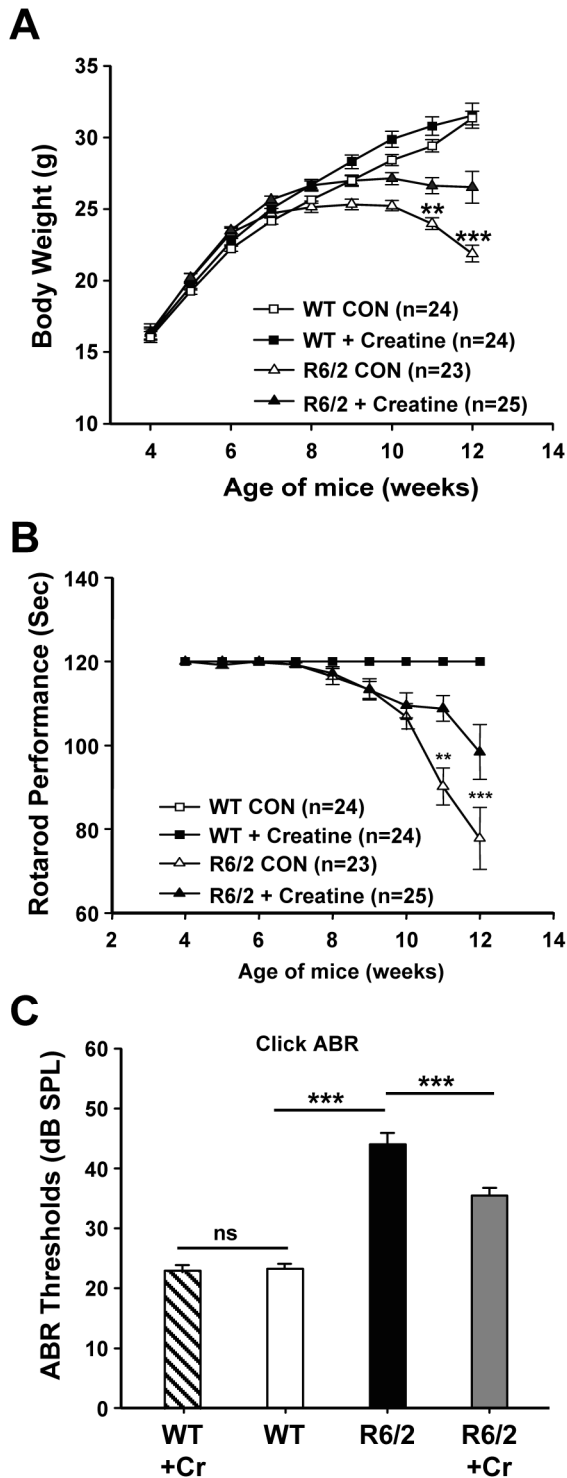 A
35
30
25
20
15
10
Body Weight (g)
**
***
WT CON (n=24)
WT + Creatine (n=24)
R6/2 CON (n=23)
R6/2 + Creatine (n=25)
4 6 8 10 12 14
Age of mice (weeks)
B
140
120
100
80
60
Rotarod Performance (Sec)
**
***
WT CON (n=24)
WT + Creatine (n=24)
R6/2 CON (n=23)
R6/2 + Creatine (n=25)
2 4 6 8 10 12 14
Age of mice (weeks)
C
Click ABR
60
50
40
30
20
10
0
ABR Thresholds (dB SPL)
ns
***
***
WT
+Cr
WT
R6/2
R6/2
+Cr